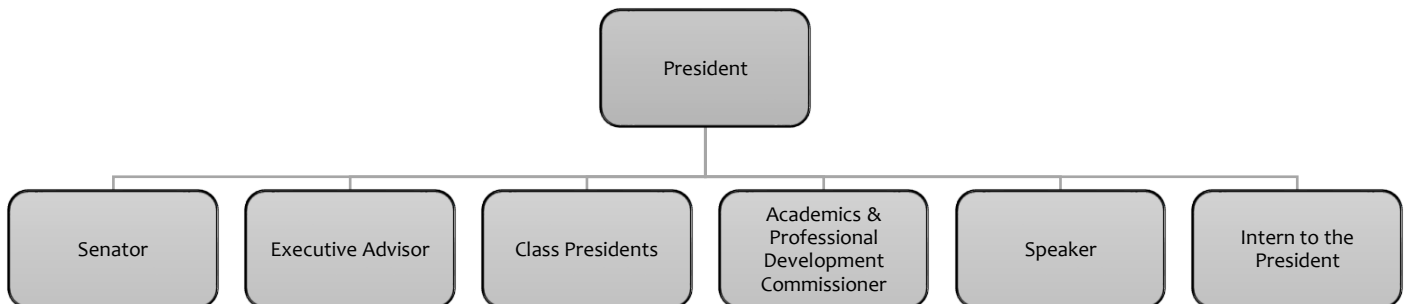 President
Senator
Executive Advisor
Class Presidents
Academics &
Professional
Development
Commissioner
Speaker
Intern to the
President